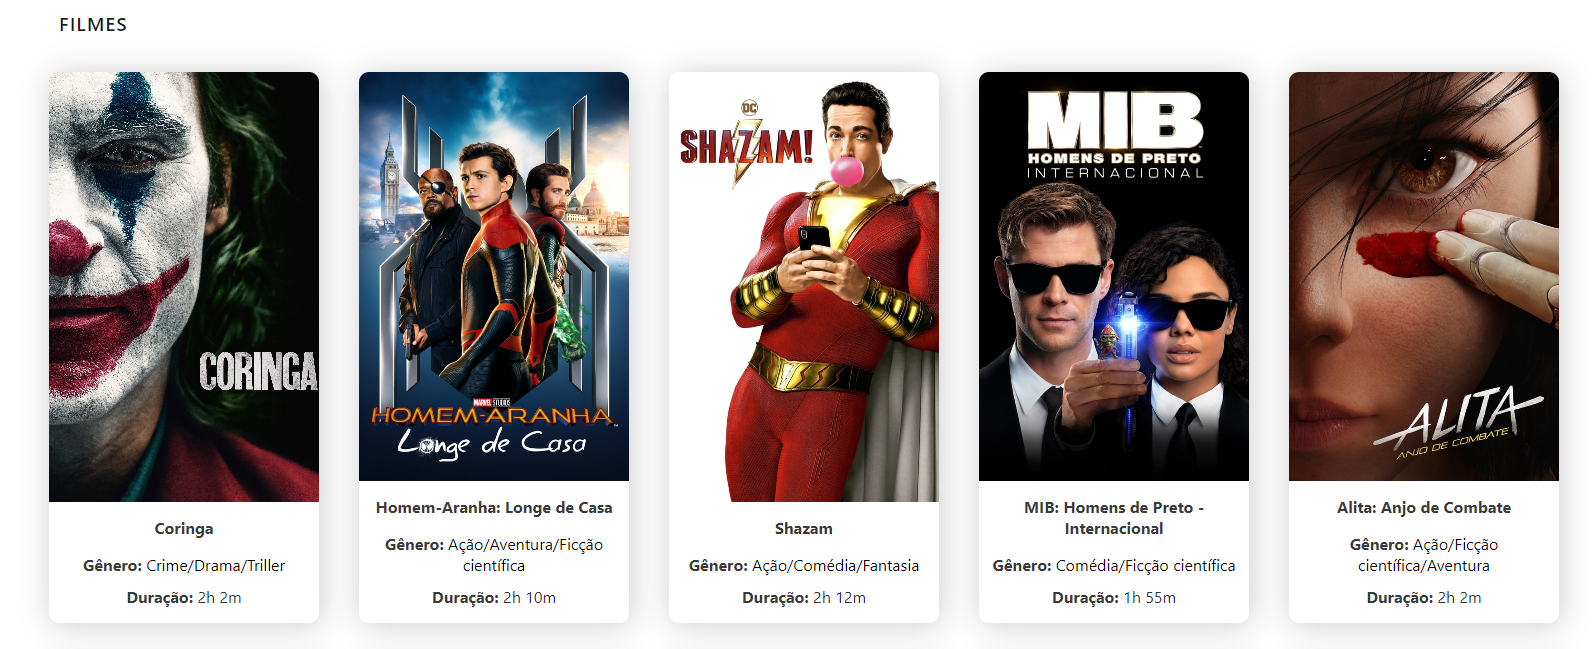 FILMES
CORINGA
Coringa
Gênero: Crime/Drama/Triller
Duração: 2h 2m
MARVEL STUDIOS
HOMEM-ARANHA
Longe de Casa
Homem-Aranha: Longe de Casa
Gênero: Ação/Aventura/Ficção
científica
Duração: 2h 10m
DC
SHAZAM!
Shazam
Gênero: Ação/Comédia/Fantasia
Duração: 2h 12m
MIB
HOMENS DE PRETO
INTERNACIONAL
MIB: Homens de Preto -
Internacional
Gênero: Comédia/Ficção científica
Duração: 1h 55m
ALITA
ANJO DE COMBATE
Alita: Anjo de Combate
Gênero: Ação/Ficção
científica/Aventura
Duração: 2h 2m